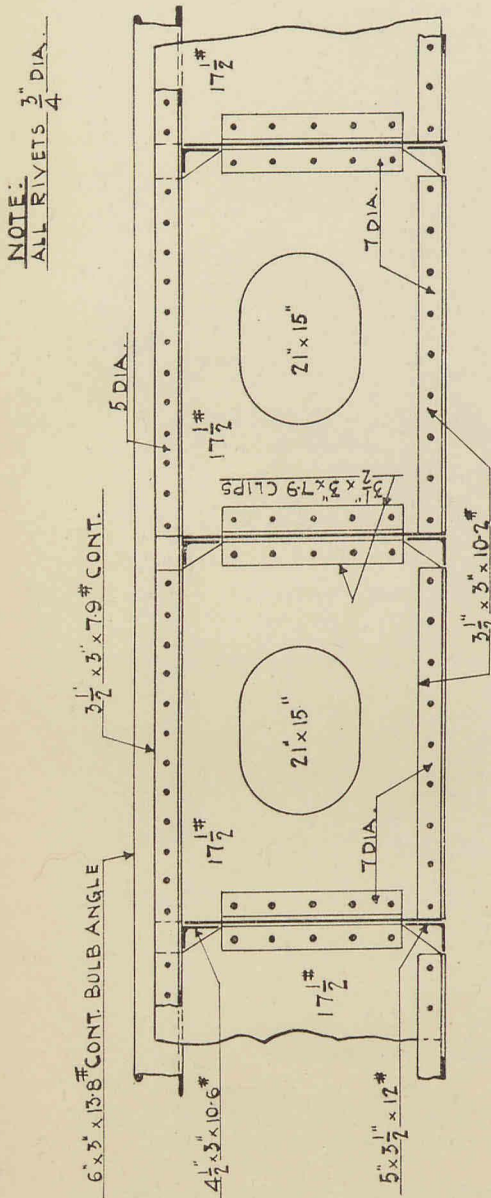 NOTE:
ALL RIVETS 3/4" DIA.
6" x 3" x 13·8# CONT. BULB ANGLE
3 1/2" x 3" x 7·9# CONT.
5 DIA.
17 1/2#
17 1/2#
17 1/2#
17 1/2#
21" x 15"
21" x 15"
3 1/2" x 3" x 7·9 CLIPS
4 1/2" x 3" x 10·6#
5" x 3 1/2" x 12#
7 DIA.
7 DIA.
3 1/2" x 3" x 10·2#